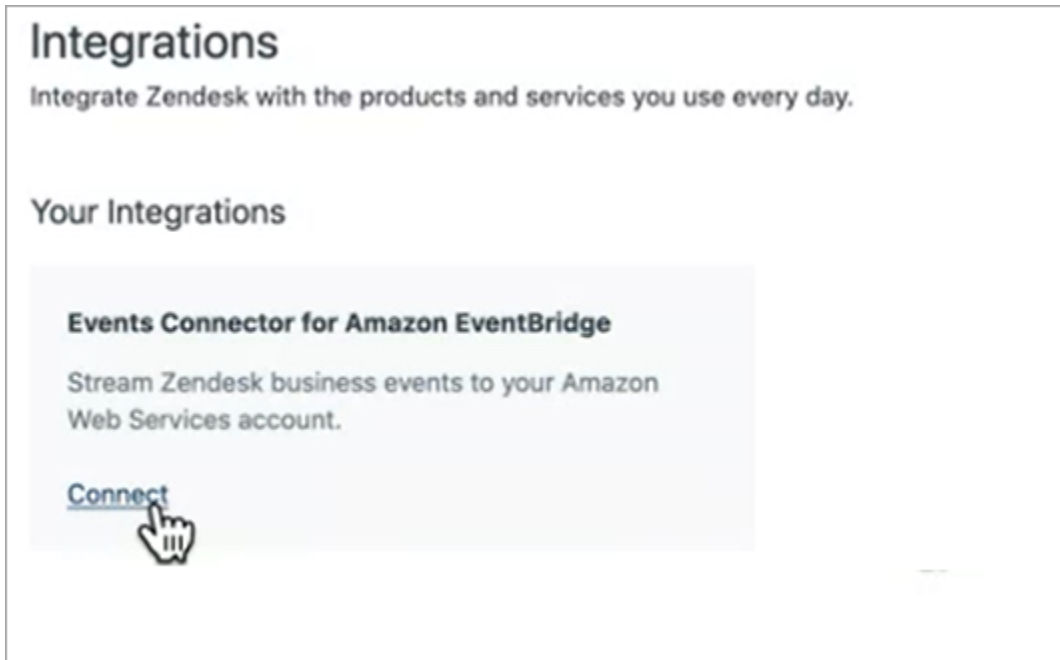 Integrations
Integrate Zendesk with the products and services you use every day.
Your Integrations
Events Connector for Amazon EventBridge
Stream Zendesk business events to your Amazon
Web Services account.
Connect